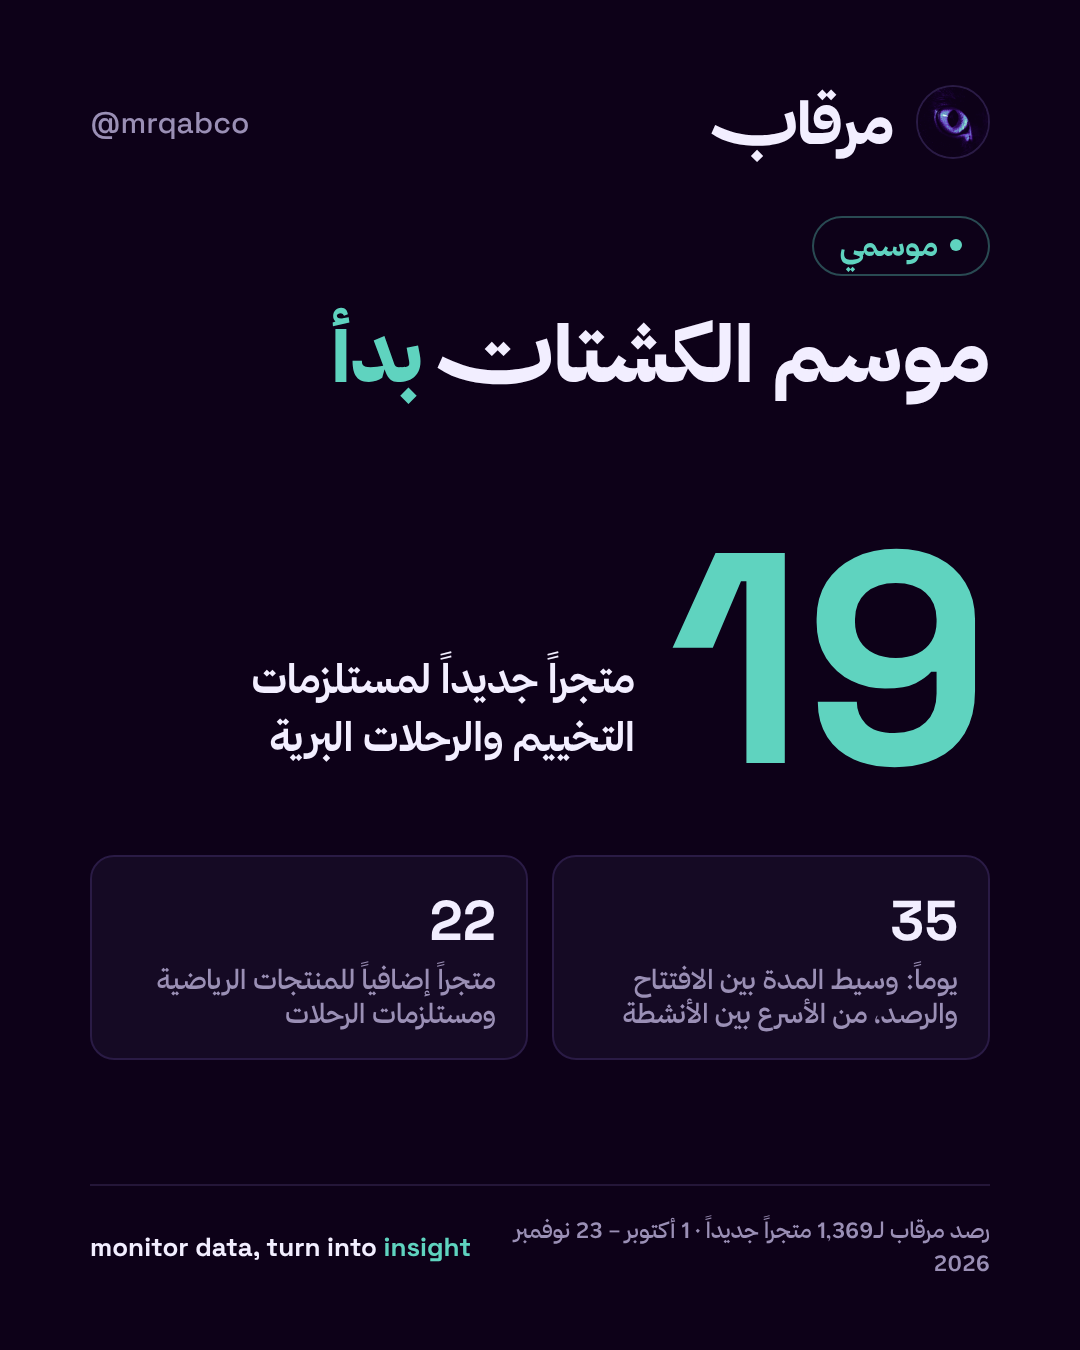 مرقاب
@mrqabco
موسمي
موسم الكشتات بدأ
19
متجراً جديداً لمستلزمات
التخييم والرحلات البرية
35
يوماً: وسيط المدة بين الافتتاح
والرصد، من الأسرع بين الأنشطة
22
متجراً إضافياً للمنتجات الرياضية
ومستلزمات الرحلات
رصد مرقاب لـ1,369 متجراً جديداً · 1 أكتوبر – 23 نوفمبر
2026
monitor data, turn into insight